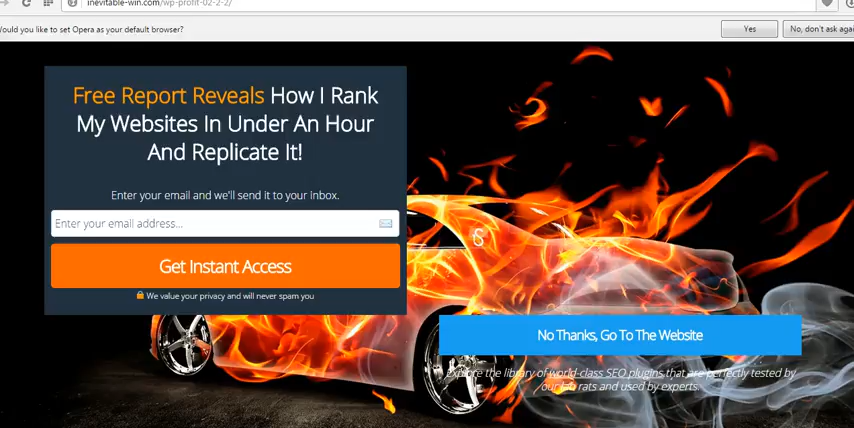 inevitable-win.com/wp-profit-02-2-2/
ould you like to set Opera as your default browser?
Yes
No, don't ask agai
Free Report Reveals How I Rank
My Websites In Under An Hour
And Replicate It!
Enter your email and we'll send it to your inbox.
Enter your email address...
Get Instant Access
We value your privacy and will never spam you
No Thanks, Go To The Website
Explore the library of world-class SEO plugins that are perfectly tested by
our lab rats and used by experts.